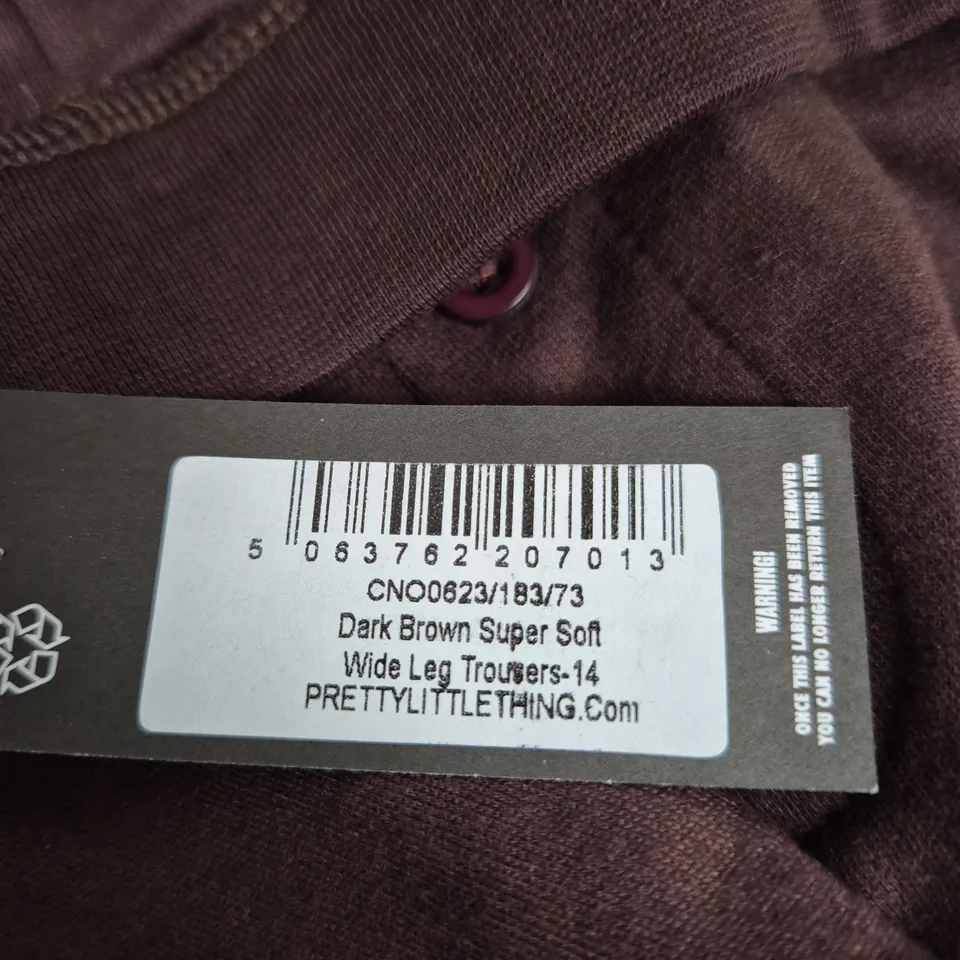 5 063762 207013
CNO0623/183/73
Dark Brown Super Soft
Wide Leg Trousers-14
PRETTYLITTLETHING.Com
WARNING!
ONCE THIS LABEL HAS BEEN REMOVED
YOU CAN NO LONGER RETURN THIS ITEM